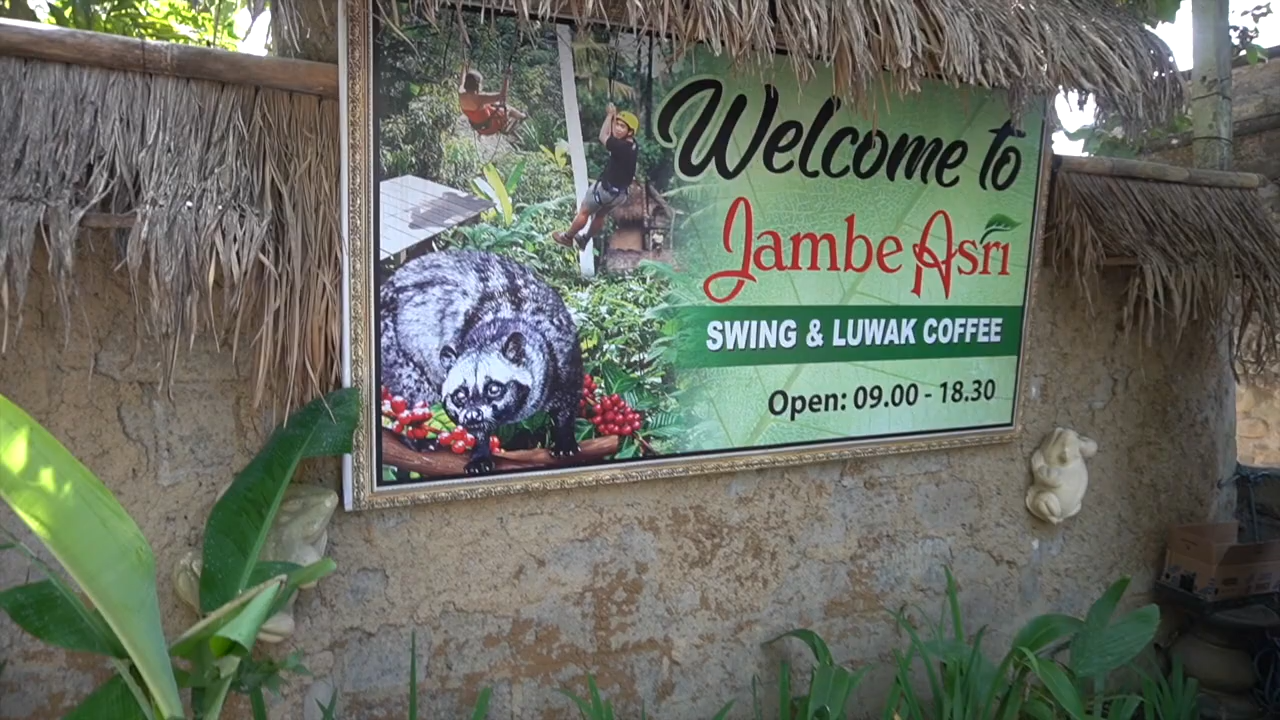 Welcome to
Jambe Asri
SWING & LUWAK COFFEE
Open: 09.00 - 18.30